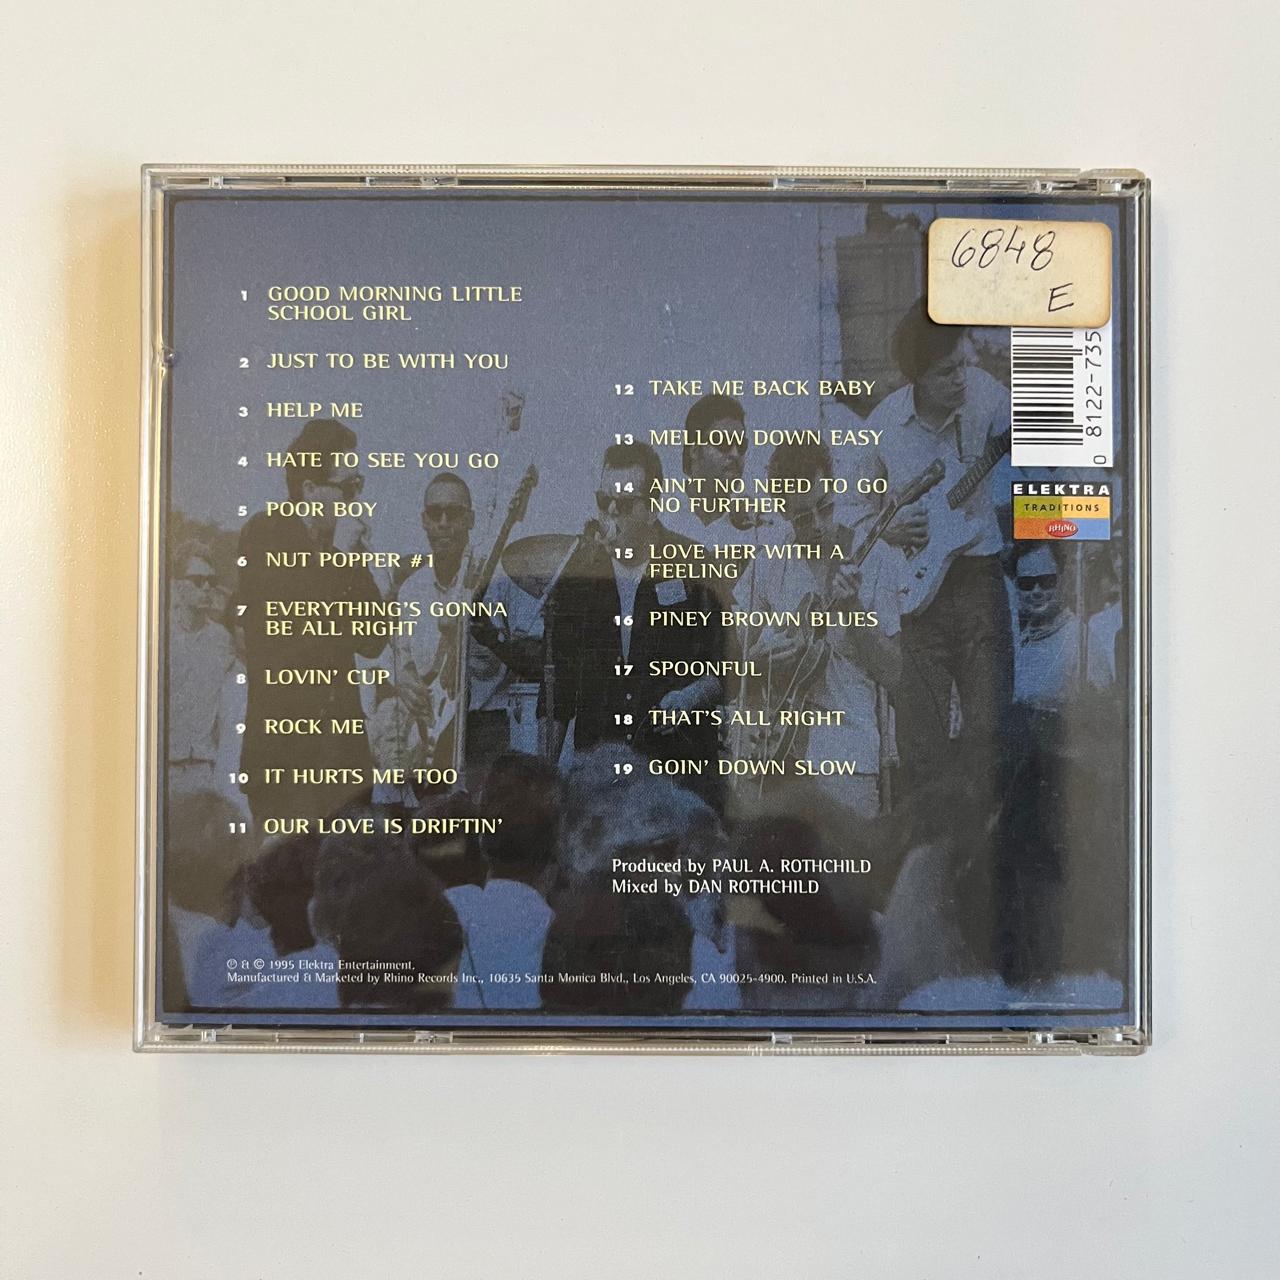 6848
E
1 GOOD MORNING LITTLE
SCHOOL GIRL
2 JUST TO BE WITH YOU
3 HELP ME
4 HATE TO SEE YOU GO
5 POOR BOY
6 NUT POPPER #1
7 EVERYTHING'S GONNA
BE ALL RIGHT
8 LOVIN' CUP
9 ROCK ME
10 IT HURTS ME TOO
11 OUR LOVE IS DRIFTIN'
12 TAKE ME BACK BABY
13 MELLOW DOWN EASY
14 AIN'T NO NEED TO GO
NO FURTHER
15 LOVE HER WITH A
FEELING
16 PINEY BROWN BLUES
17 SPOONFUL
18 THAT'S ALL RIGHT
19 GOIN' DOWN SLOW
0 8122-735
ELEKTRA
TRADITIONS
RHINO
Produced by PAUL A. ROTHCHILD
Mixed by DAN ROTHCHILD
℗ & © 1995 Elektra Entertainment.
Manufactured & Marketed by Rhino Records Inc., 10635 Santa Monica Blvd., Los Angeles, CA 90025-4900. Printed in U.S.A.